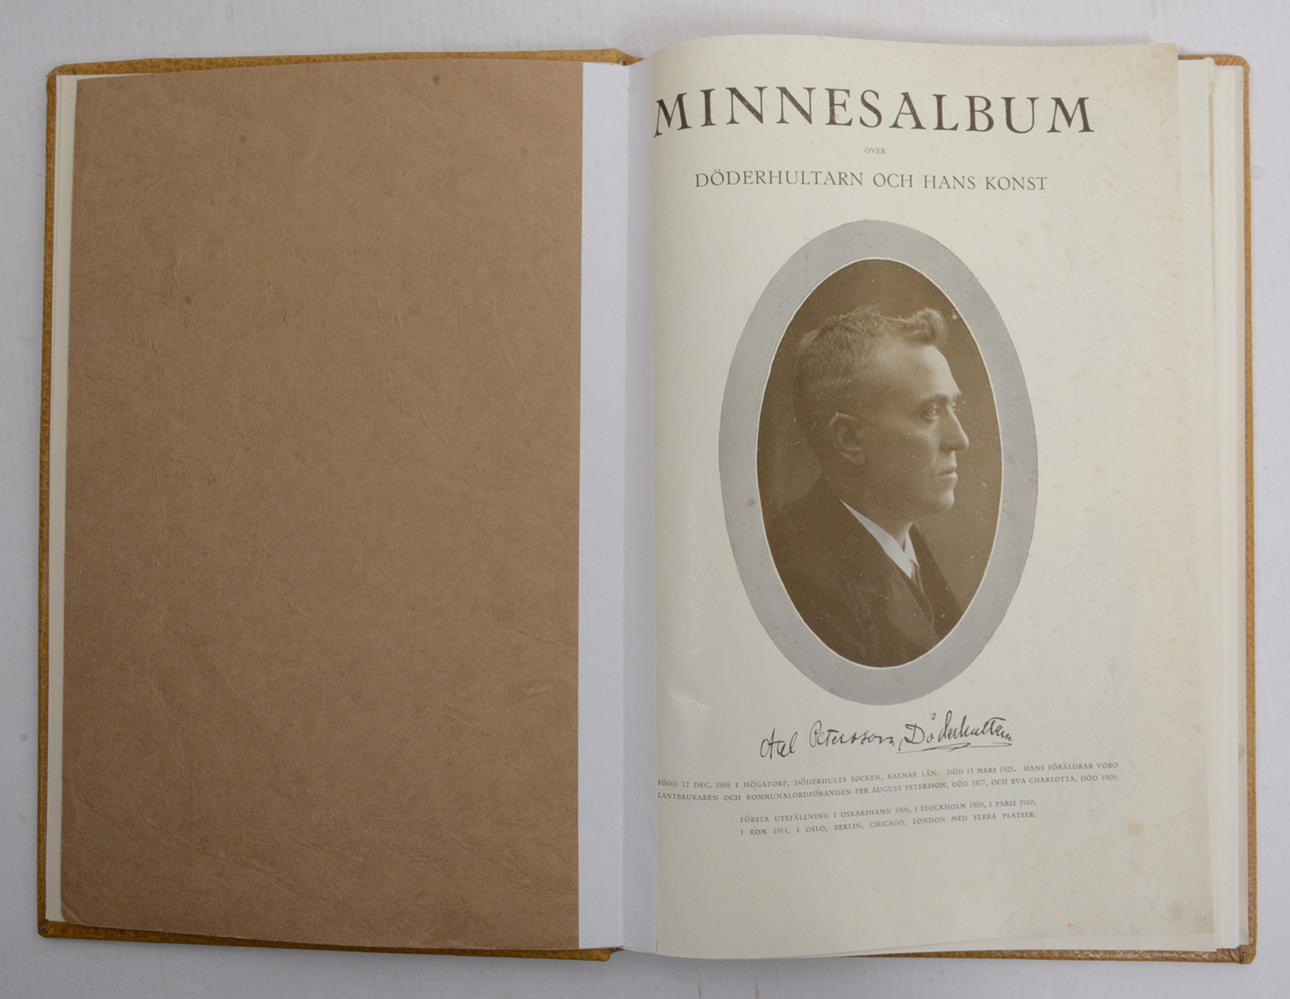 MINNESALBUM
ÖVER
DÖDERHULTARN OCH HANS KONST
Axel Petersson, Döderhultarn
FÖDD 12 DEC. 1868 I HÖGATORP, DÖDERHULTS SOCKEN, KALMAR LÄN. DÖD 15 MARS 1925. HANS FÖRÄLDRAR VORO
LANTBRUKAREN OCH KOMMUNALORDFÖRANDEN PER AUGUST PETERSSON, DÖD 1877, OCH EVA CHARLOTTA, DÖD 1909.
FÖRSTA UTSTÄLLNING I OSKARSHAMN 1906, I STOCKHOLM 1909, I PARIS 1910,
I ROM 1911, I OSLO, BERLIN, CHICAGO, LONDON MED FLERA PLATSER.